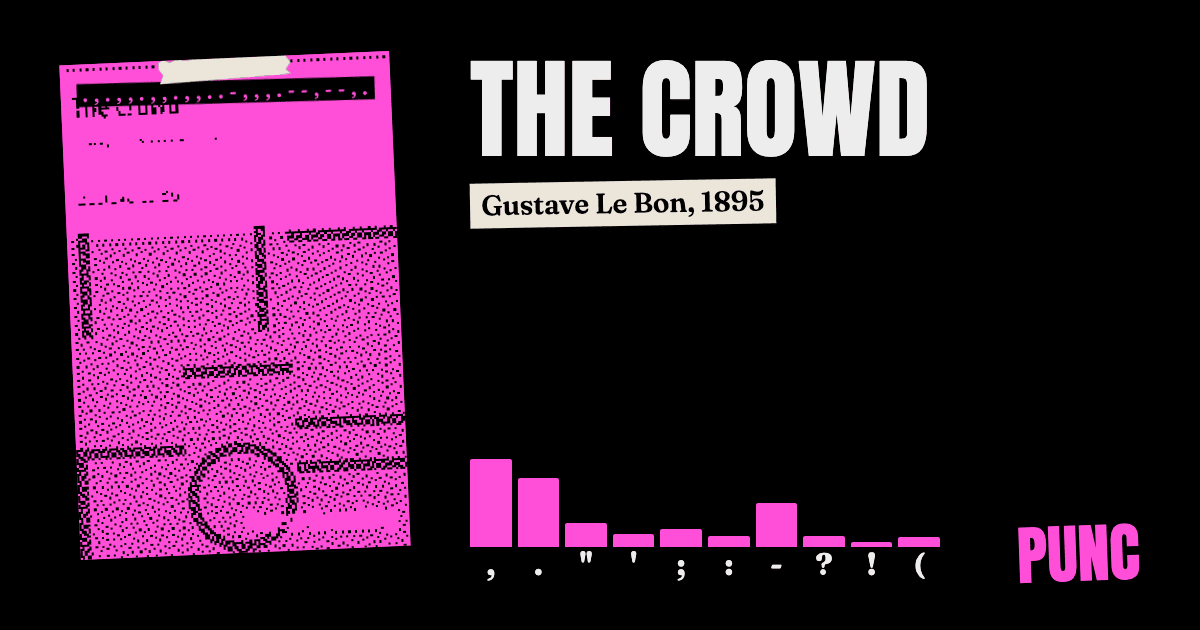 THE CROWD
Gustave Le Bon, 1895
, . " ' ; : - ? ! (
PUNC